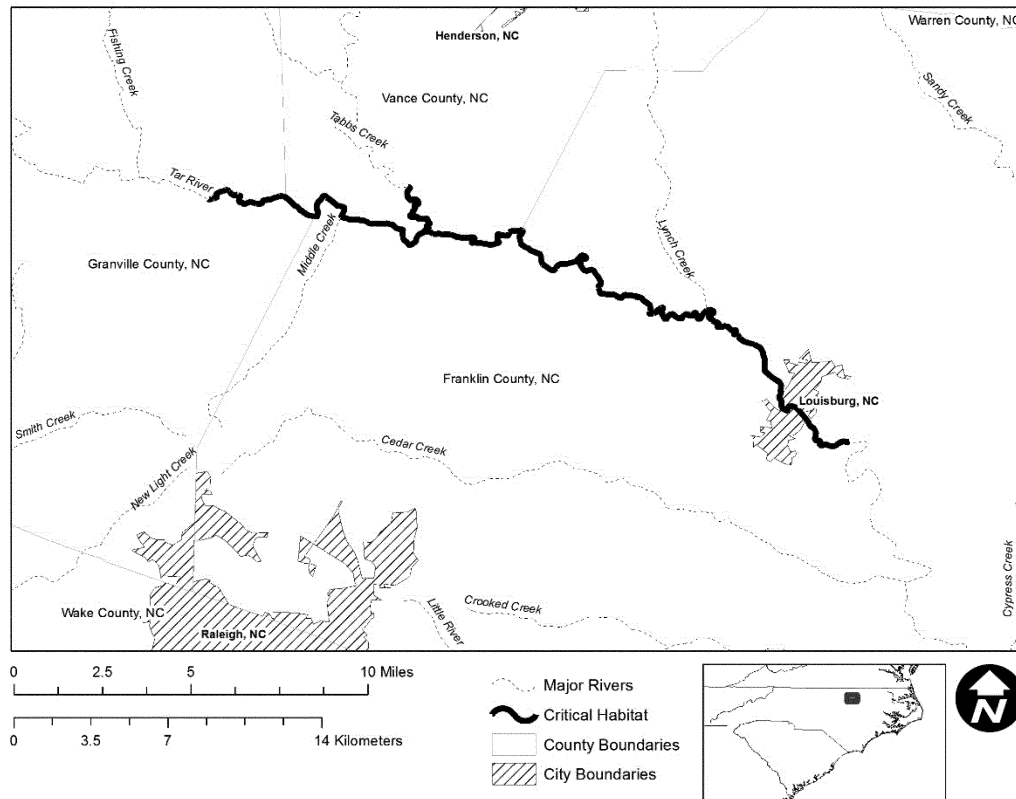 Henderson, NC
Warren County, NC
Fishing Creek
Vance County, NC
Sandy Creek
Tabbs Creek
Tar River
Middle Creek
Lynch Creek
Granville County, NC
Franklin County, NC
Louisburg, NC
Smith Creek
Cedar Creek
New Light Creek
Cypress Creek
Wake County, NC
Crooked Creek
Little River
Raleigh, NC
0 2.5 5 10 Miles
0 3.5 7 14 Kilometers
Major Rivers
Critical Habitat
County Boundaries
City Boundaries
N